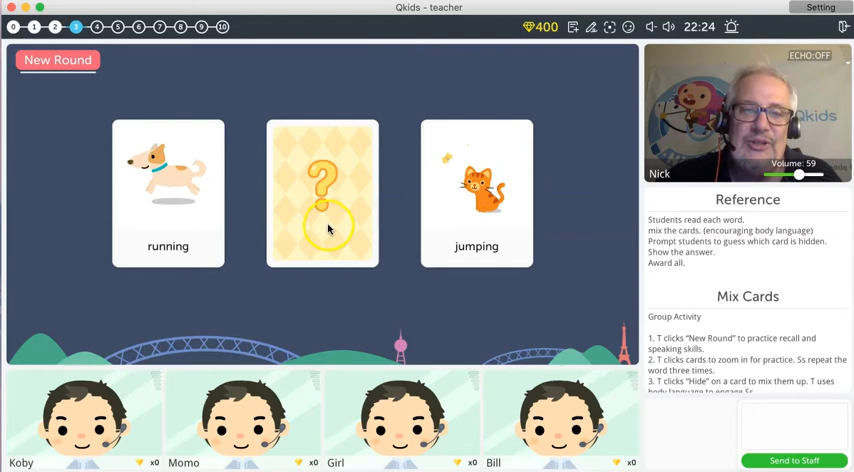 Qkids - teacher
Setting
0 1 2 3 4 5 6 7 8 9 10
400
22:24
New Round
?
running
jumping
ECHO:OFF
Qkids
Volume: 59
Nick
Reference
Students read each word.
mix the cards. (encouraging body language)
Prompt students to guess which card is hidden.
Show the answer.
Award all.
Mix Cards
Group Activity
1. T clicks "New Round" to practice recall and
speaking skills.
2. T clicks cards to zoom in for practice. Ss repeat the
word three times.
3. T clicks "Hide" on a card to mix them up. T uses
body language to engage Ss
Koby x0
Momo x0
Girl x0
Bill x0
Send to Staff